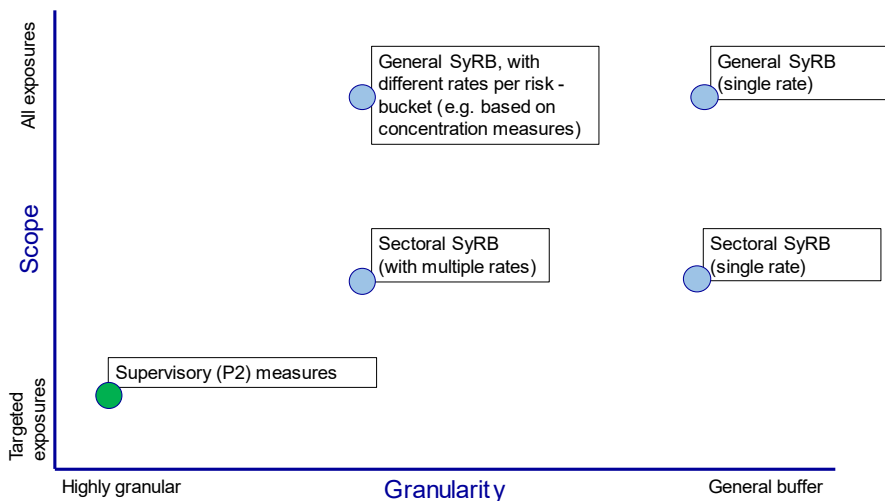 All exposures
General SyRB, with
different rates per risk -
bucket (e.g. based on
concentration measures)
General SyRB
(single rate)
Scope
Sectoral SyRB
(with multiple rates)
Sectoral SyRB
(single rate)
Targeted
exposures
Supervisory (P2) measures
Highly granular
Granularity
General buffer